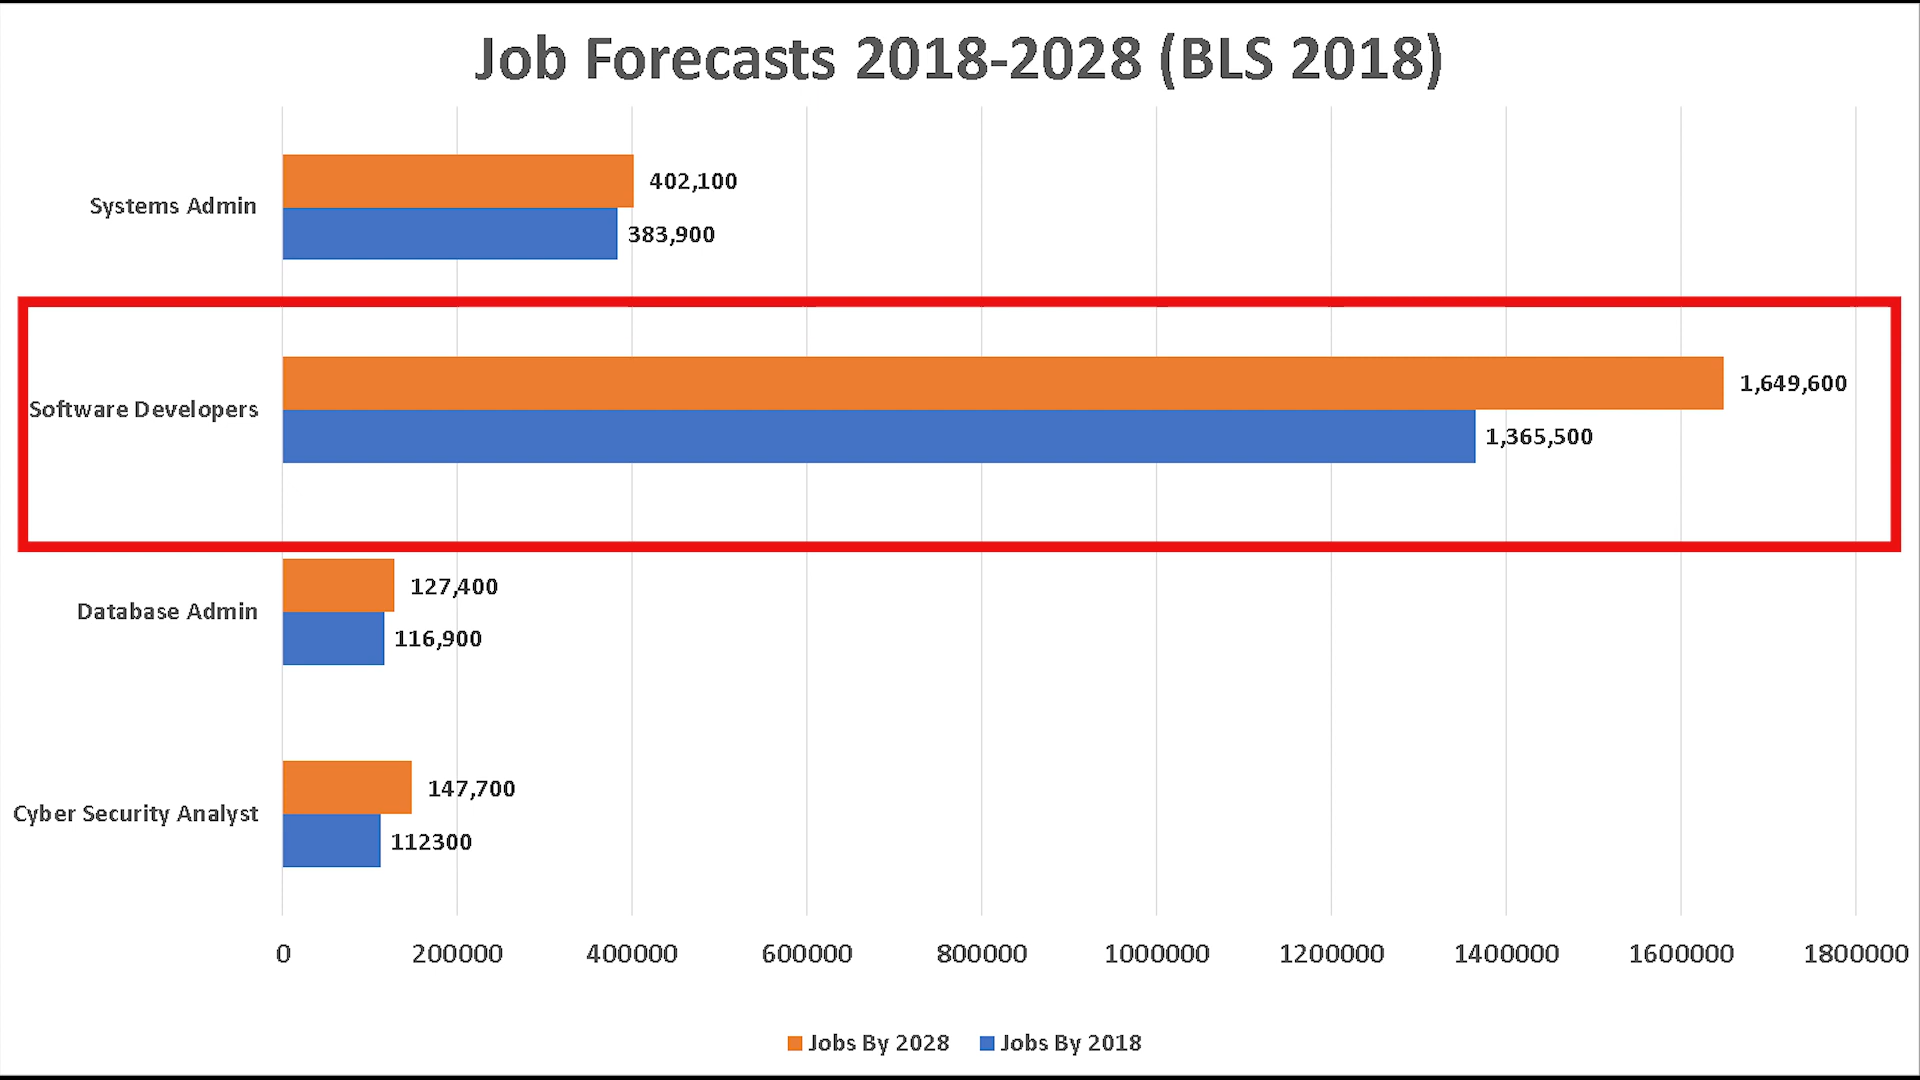 Job Forecasts 2018-2028 (BLS 2018)
Systems Admin
402,100
383,900
Software Developers
1,649,600
1,365,500
Database Admin
127,400
116,900
Cyber Security Analyst
147,700
112300
0 200000 400000 600000 800000 1000000 1200000 1400000 1600000 1800000
Jobs By 2028 Jobs By 2018